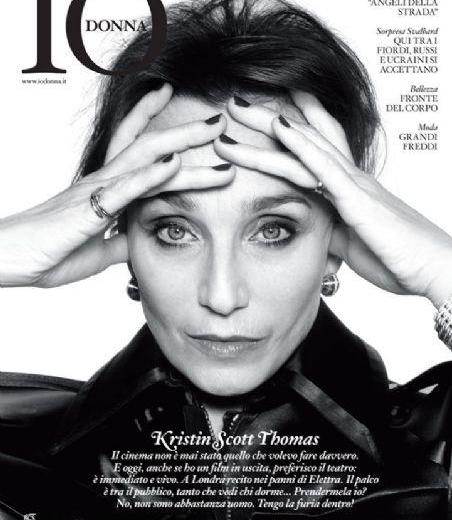 IO
DONNA
www.iodonna.it
"ANGELI DELLA
STRADA"
Sorpresa Svalbard
QUI TRA I
FIORDI, RUSSI
E UCRAINI SI
ACCETTANO
Bellezza
FRONTE
DEL CORPO
Moda
GRANDI
FREDDI
Kristin Scott Thomas
Il cinema non è mai stato quello che volevo fare davvero.
E oggi, anche se ho un film in uscita, preferisco il teatro:
è immediato e vivo. A Londra recito nei panni di Elettra. Il palco
è tra il pubblico, tanto che vedi chi dorme... Prendermela io?
No, non sono abbastanza uomo. Tengo la furia dentro!